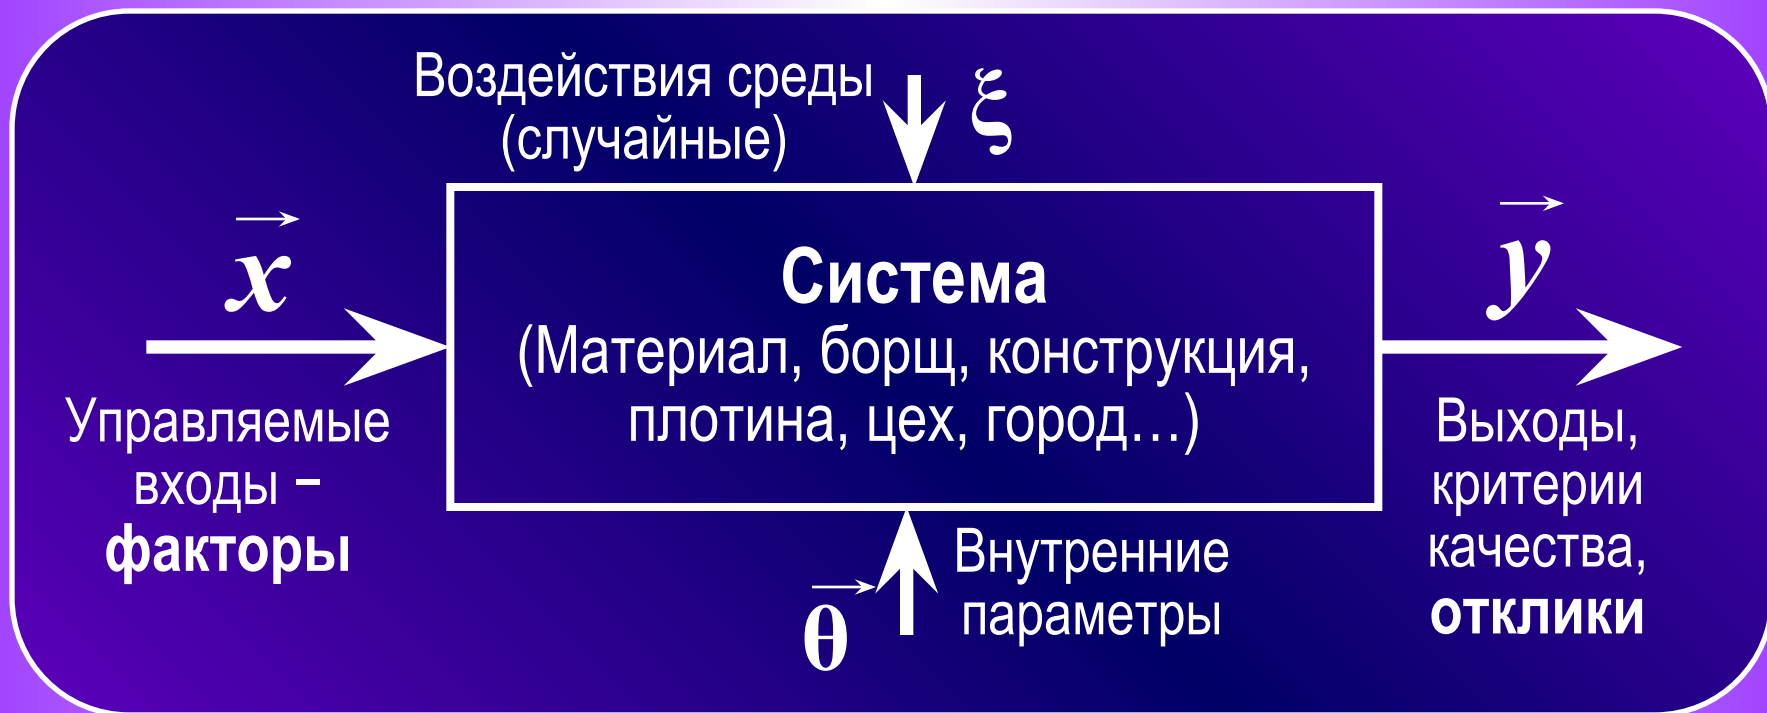 Воздействия среды
(случайные)
ξ
x
Управляемые
входы –
факторы
Система
(Материал, борщ, конструкция,
плотина, цех, город...)
y
Выходы,
критерии
качества,
отклики
θ
Внутренние
параметры